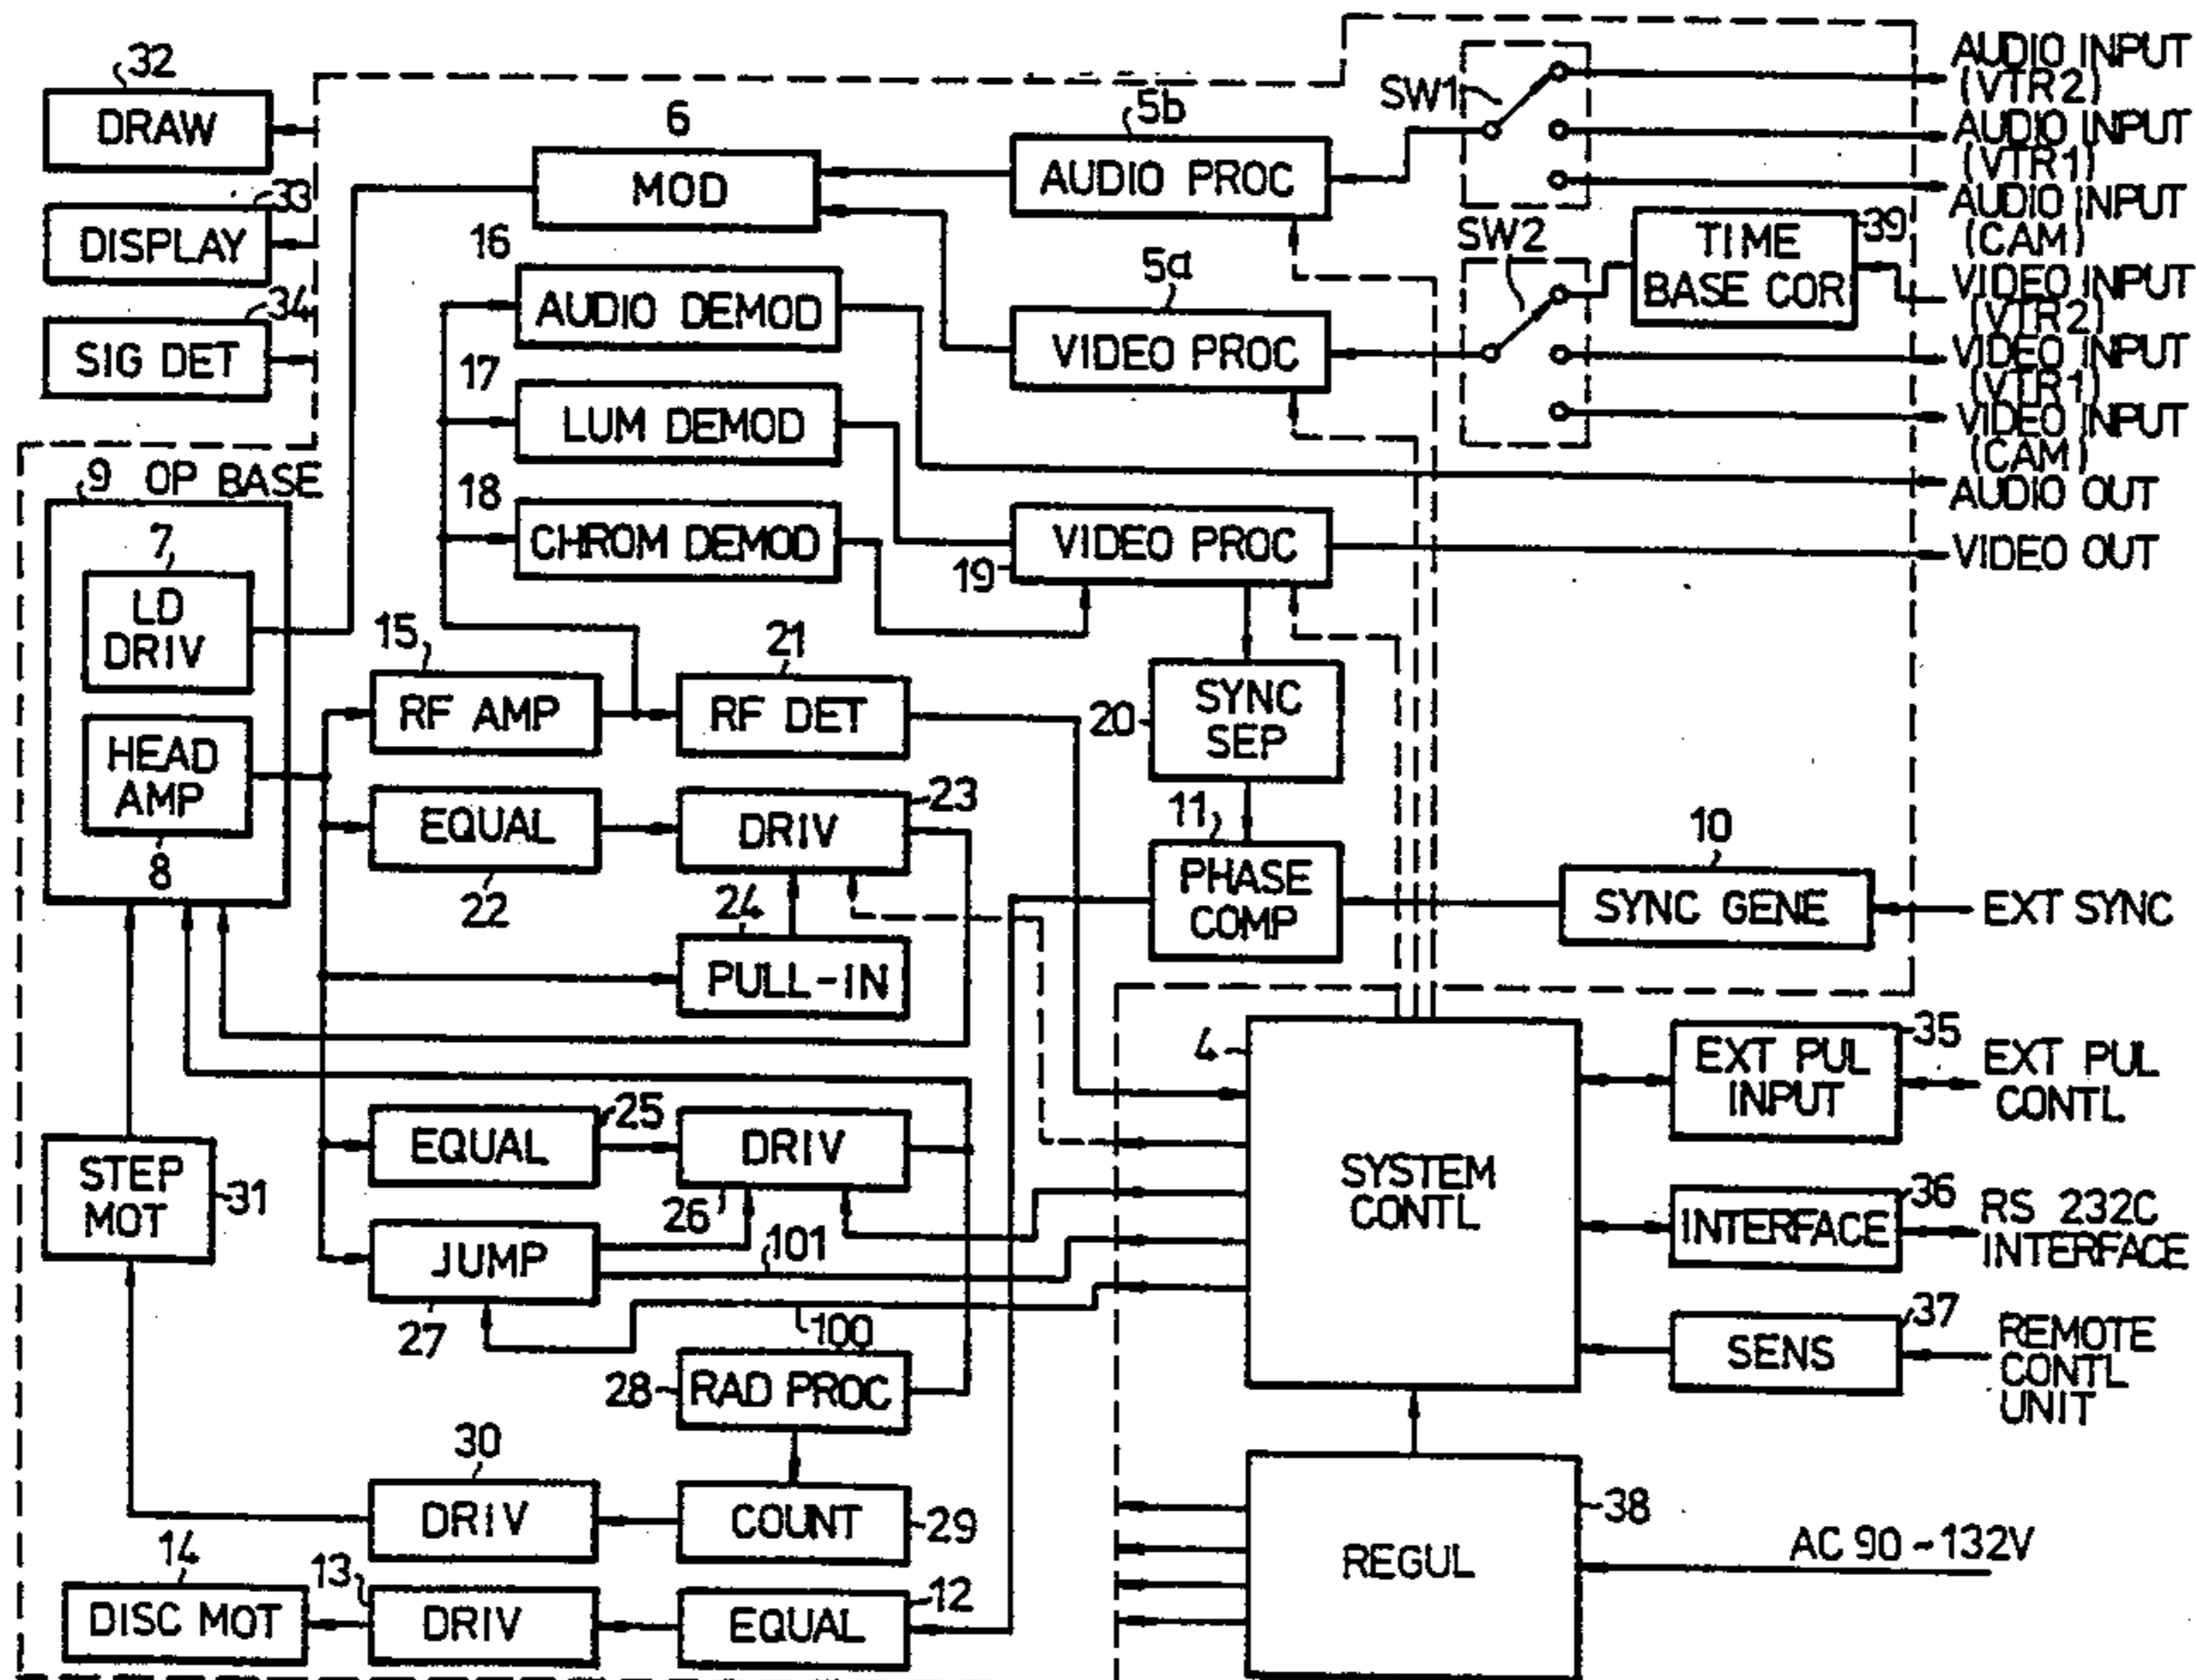 32
DRAW
33
DISPLAY
34
SIG DET
6
MOD
5b
AUDIO PROC
SW1
AUDIO INPUT
(VTR2)
AUDIO INPUT
(VTR1)
AUDIO INPUT
(CAM)
16
AUDIO DEMOD
5a
VIDEO PROC
SW2
TIME
BASE COR
39
VIDEO INPUT
(VTR2)
VIDEO INPUT
(VTR1)
VIDEO INPUT
(CAM)
17
LUM DEMOD
AUDIO OUT
18
CHROM DEMOD
VIDEO PROC
19
VIDEO OUT
9 OP BASE
7
LD
DRIV
HEAD
AMP
8
15
RF AMP
21
RF DET
20
SYNC
SEP
EQUAL
22
DRIV
23
24
PULL-IN
11
PHASE
COMP
10
SYNC GENE
EXT SYNC
4
SYSTEM
CONTL
EXT PUL
INPUT
35
EXT PUL
CONTL
STEP
MOT
31
EQUAL
25
DRIV
26
JUMP
27
101
100
INTERFACE
36
RS 232C
INTERFACE
SENS
37
REMOTE
CONTL
UNIT
28
RAD PROC
30
DRIV
COUNT
29
REGUL
38
AC 90~132V
14
DISC MOT
13
DRIV
EQUAL
12